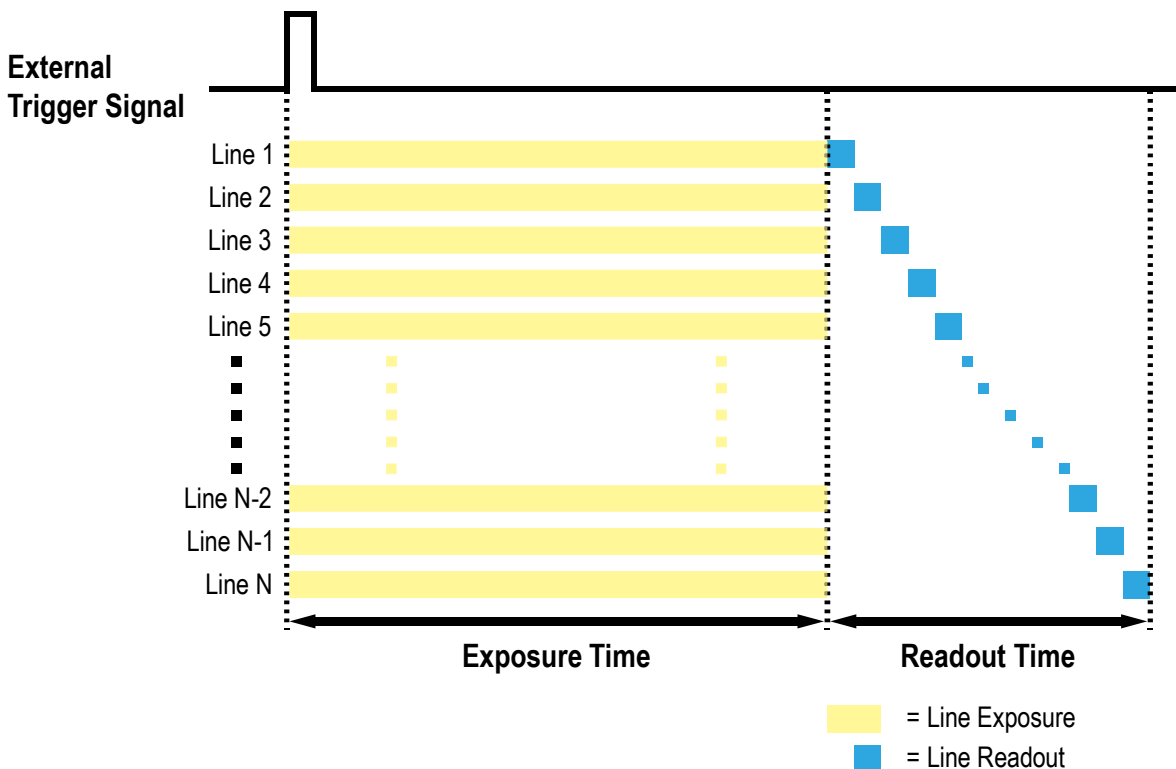 External
Trigger Signal
Line 1
Line 2
Line 3
Line 4
Line 5
Line N-2
Line N-1
Line N
Exposure Time
Readout Time
= Line Exposure
= Line Readout